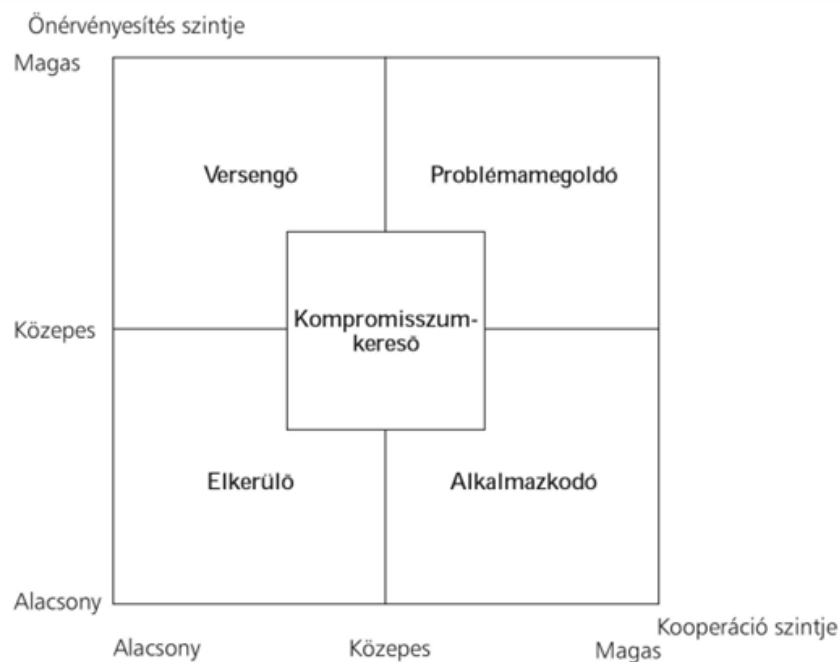 Önérvényesítés szintje
Magas
Versengő
Problémamegoldó
Közepes
Kompromisszum-
kereső
Elkerülő
Alkalmazkodó
Alacsony
Alacsony
Közepes
Magas
Kooperáció szintje